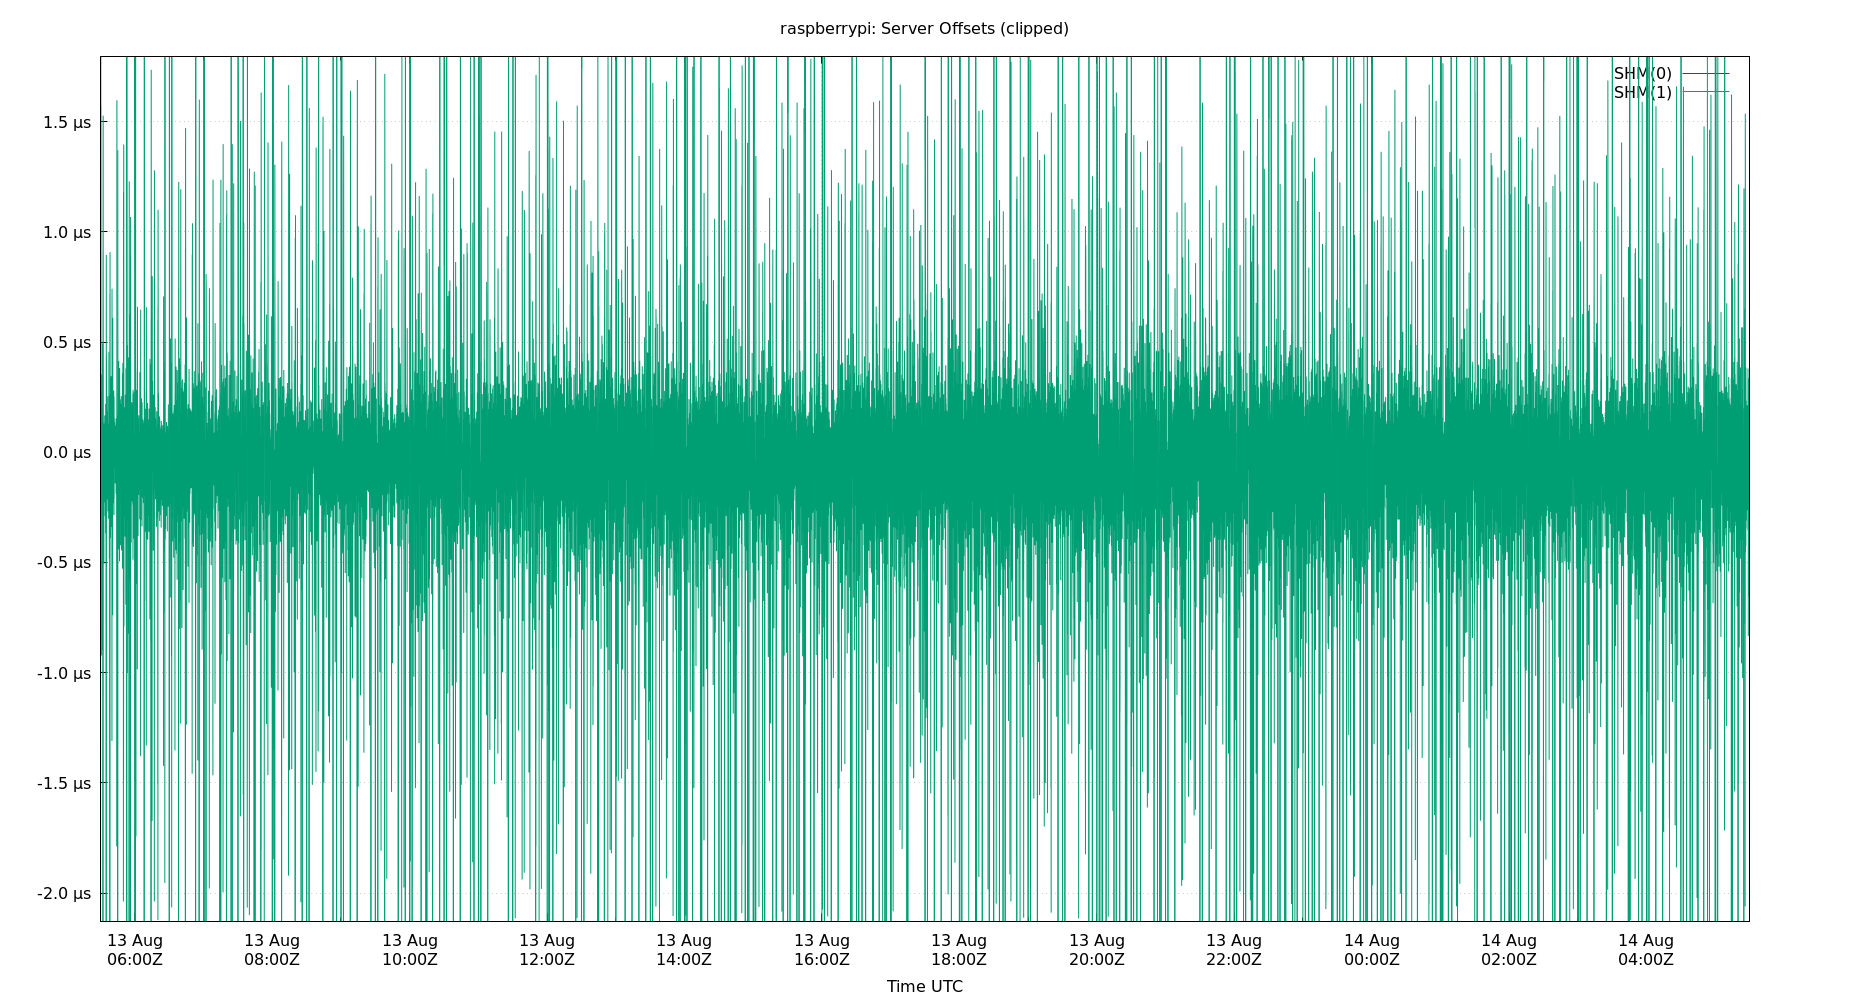 raspberrypi: Server Offsets (clipped)
SHM(0)
SHM(1)
1.5 µs
1.0 µs
0.5 µs
0.0 µs
-0.5 µs
-1.0 µs
-1.5 µs
-2.0 µs
13 Aug 13 Aug 13 Aug 13 Aug 13 Aug 13 Aug 13 Aug 13 Aug 13 Aug 14 Aug 14 Aug 14 Aug
06:00Z 08:00Z 10:00Z 12:00Z 14:00Z 16:00Z 18:00Z 20:00Z 22:00Z 00:00Z 02:00Z 04:00Z
Time UTC